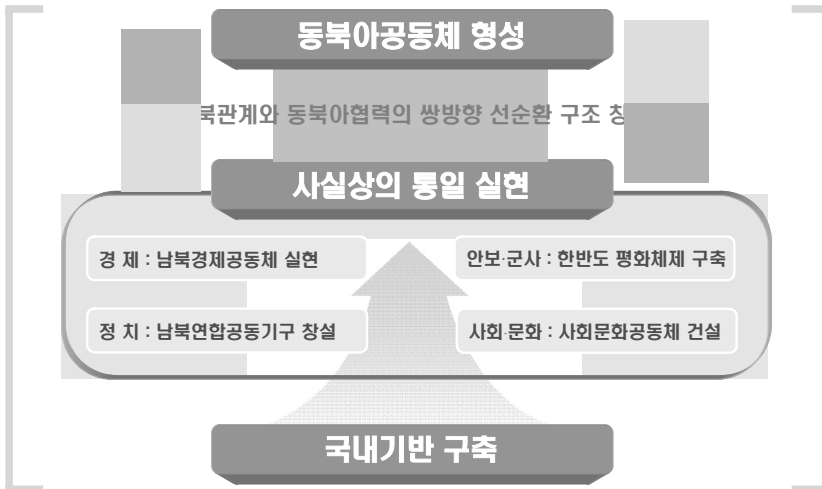 동북아공동체 형성
북관계와 동북아협력의 쌍방향 선순환 구조 창
사실상의 통일 실현
경 제 : 남북경제공동체 실현
안보·군사 : 한반도 평화체제 구축
정 치 : 남북연합공동기구 창설
사회·문화 : 사회문화공동체 건설
국내기반 구축